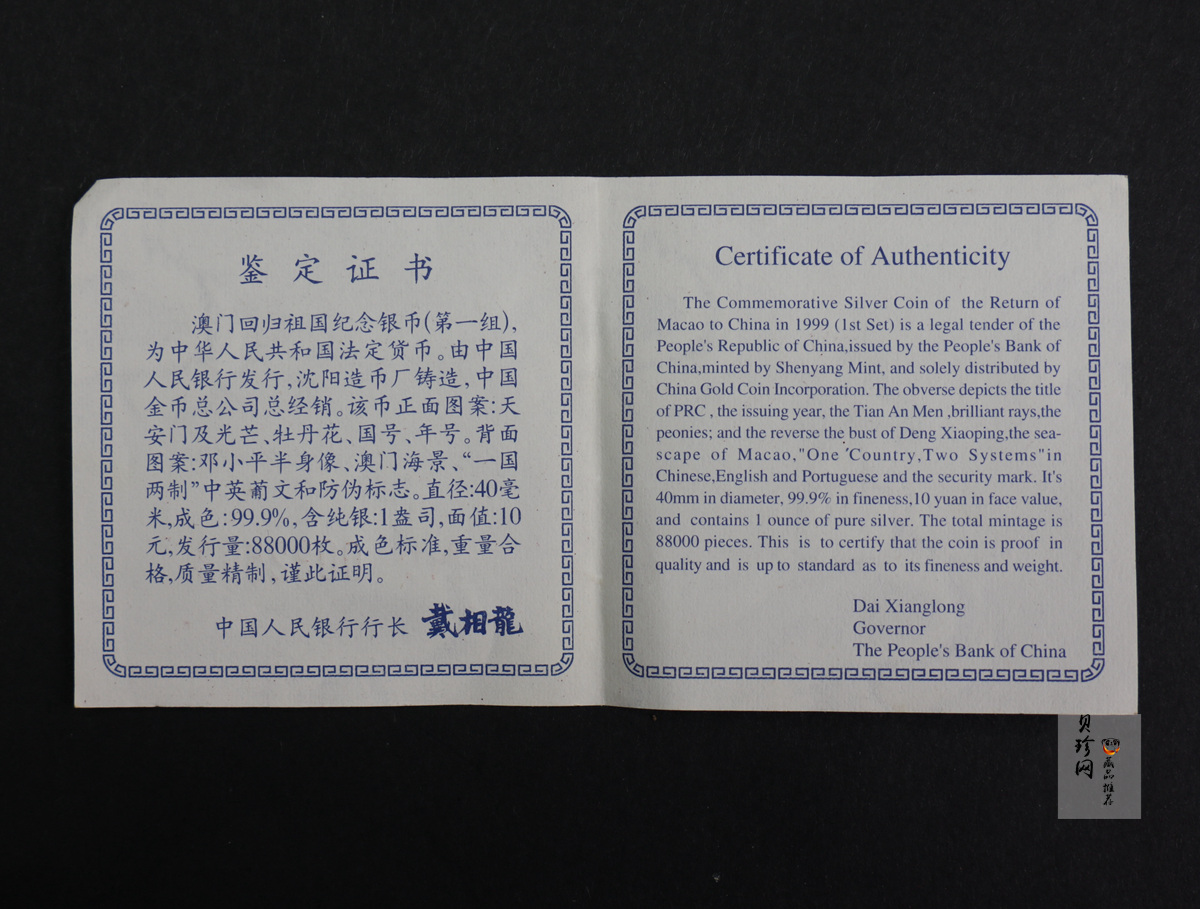 鉴定证书
澳门回归祖国纪念银币(第一组),
为中华人民共和国法定货币。由中国
人民银行发行,沈阳造币厂铸造,中国
金币总公司总经销。该币正面图案:天
安门及光芒、牡丹花、国号、年号。背面
图案:邓小平半身像、澳门海景、“一国
两制”中英葡文和防伪标志。直径:40毫
米,成色:99.9%,含纯银:1盎司,面值:10
元,发行量:88000枚。成色标准,重量合
格,质量精制,谨此证明。
中国人民银行行长 戴相龍
Certificate of Authenticity
The Commemorative Silver Coin of the Return of
Macao to China in 1999 (1st Set) is a legal tender of the
People's Republic of China,issued by the People's Bank of
China,minted by Shenyang Mint, and solely distributed by
China Gold Coin Incorporation. The obverse depicts the title
of PRC , the issuing year, the Tian An Men ,brilliant rays,the
peonies; and the reverse the bust of Deng Xiaoping,the sea-
scape of Macao,"One Country,Two Systems"in
Chinese,English and Portuguese and the security mark. It's
40mm in diameter, 99.9% in fineness,10 yuan in face value,
and contains 1 ounce of pure silver. The total mintage is
88000 pieces. This is to certify that the coin is proof in
quality and is up to standard as to its fineness and weight.
Dai Xianglong
Governor
The People's Bank of China
贝珍网
藏品推荐